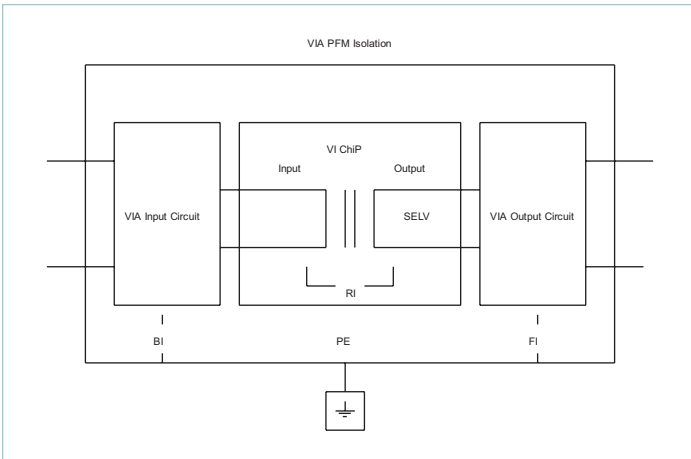 VIA PFM Isolation
VI ChiP
Input Output
VIA Input Circuit SELV VIA Output Circuit
RI
BI PE FI